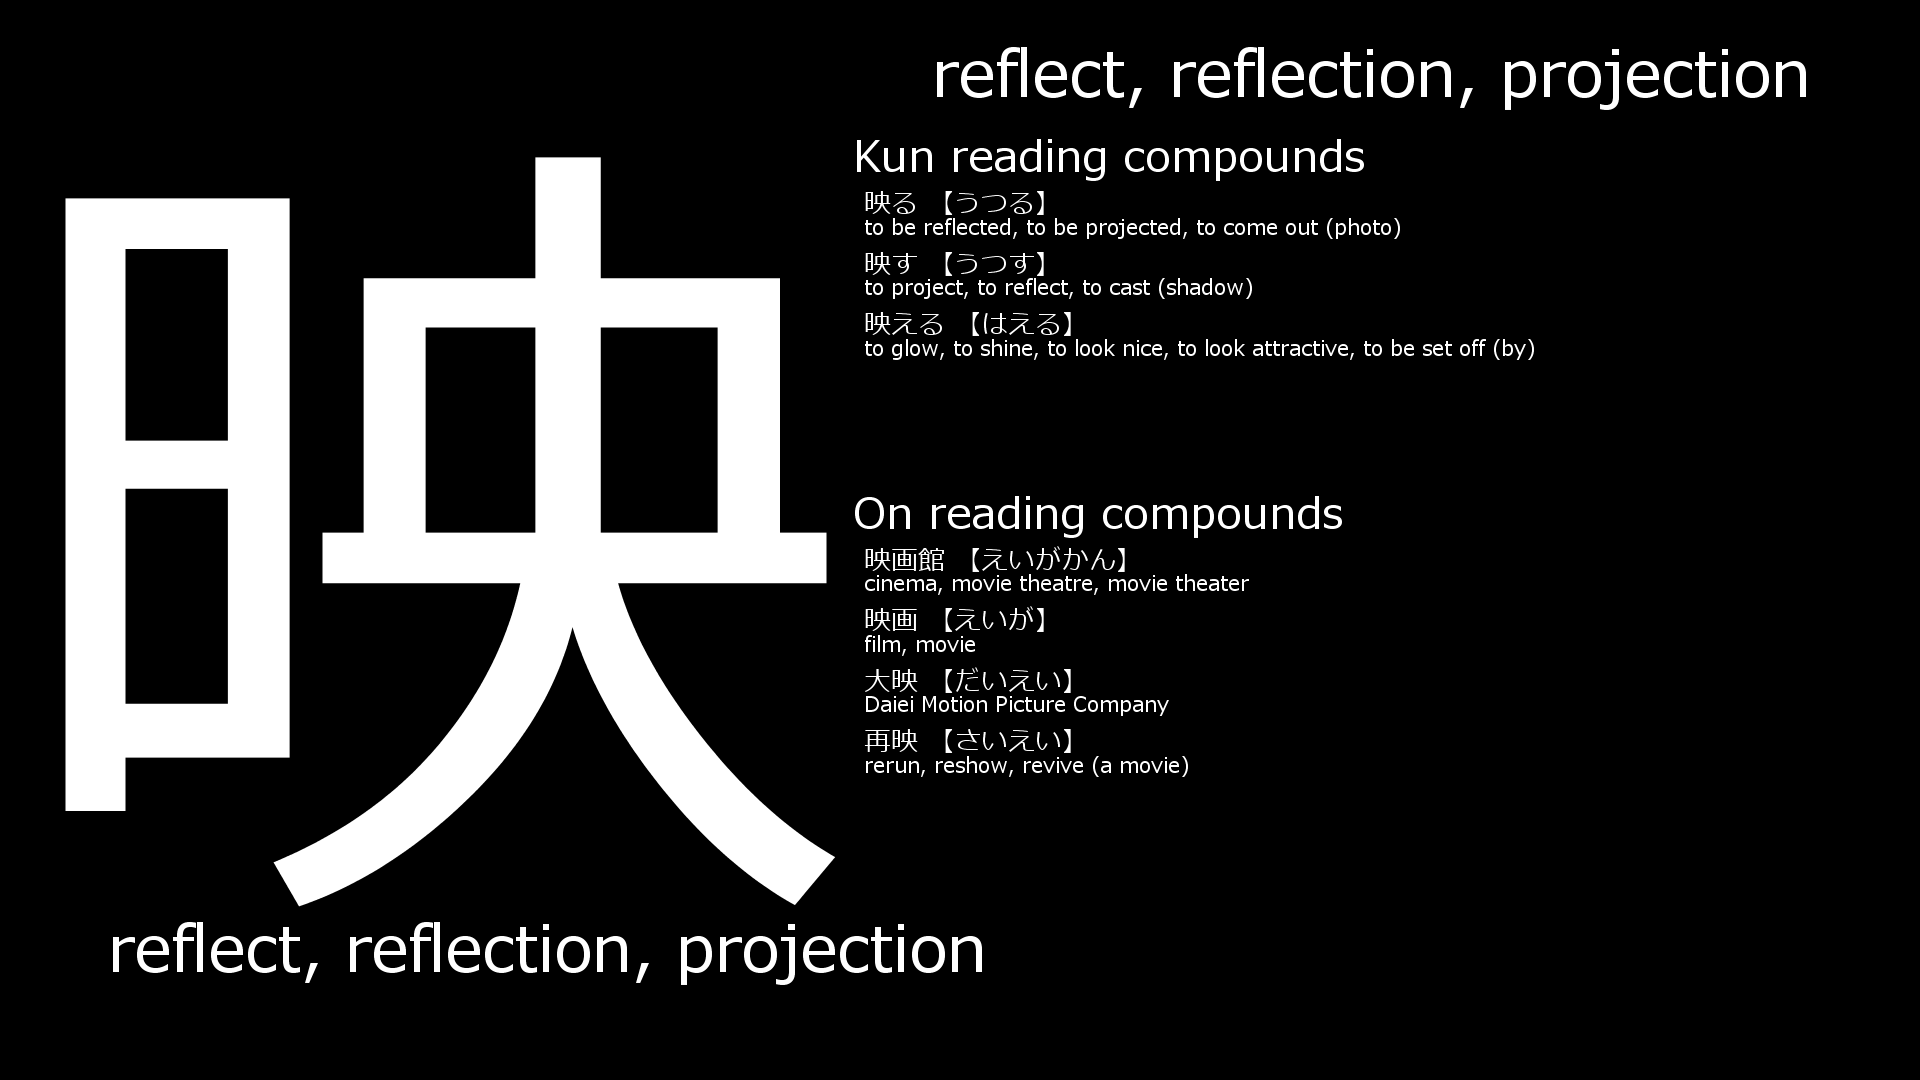 reflect, reflection, projection
映
Kun reading compounds
映る 【うつる】
to be reflected, to be projected, to come out (photo)
映す 【うつす】
to project, to reflect, to cast (shadow)
映える 【はえる】
to glow, to shine, to look nice, to look attractive, to be set off (by)
On reading compounds
映画館 【えいがかん】
cinema, movie theatre, movie theater
映画 【えいが】
film, movie
大映 【だいえい】
Daiei Motion Picture Company
再映 【さいえい】
rerun, reshow, revive (a movie)
reflect, reflection, projection